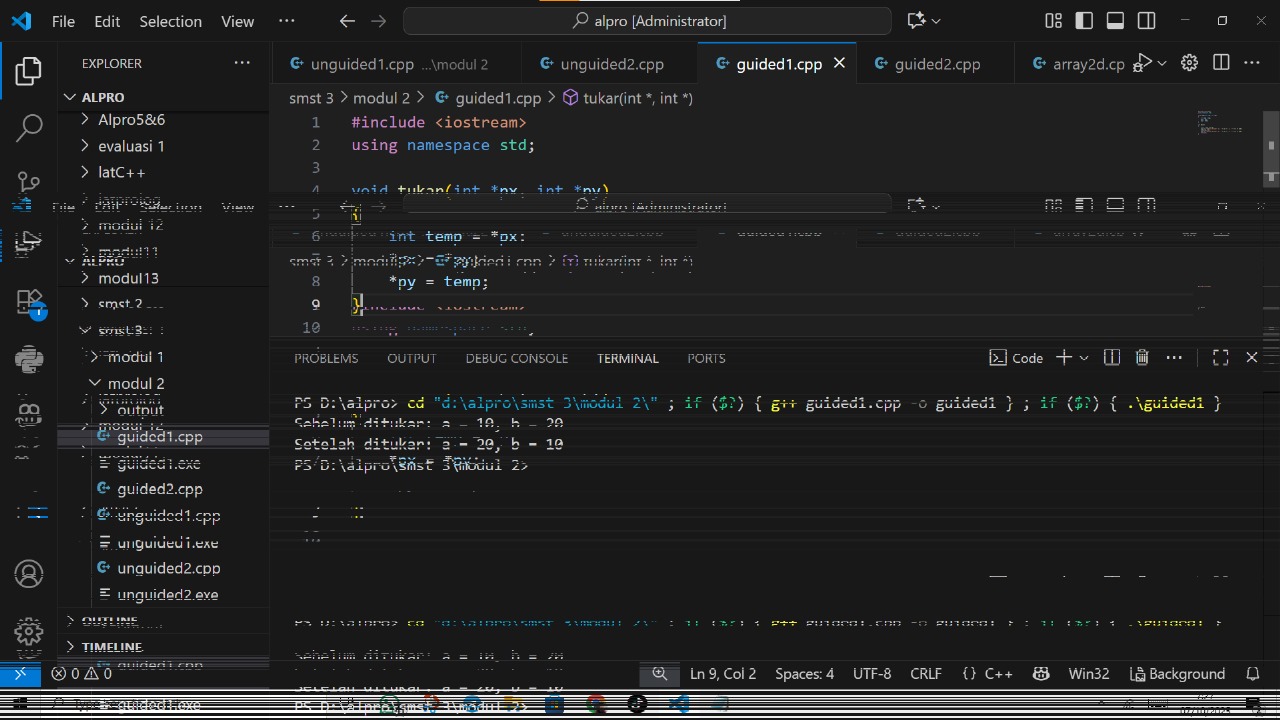 File Edit Selection View ··· alpro [Administrator]
EXPLORER ···
ALPRO
Alpro5&6
evaluasi 1
latC++
modul 12
modul11
modul13
smst 2
smst 3
modul 1
modul 2
output
guided1.cpp
guided1.exe
guided2.cpp
unguided1.cpp
unguided1.exe
unguided2.cpp
unguided2.exe
OUTLINE
TIMELINE
unguided1.cpp ...\modul 2 unguided2.cpp guided1.cpp guided2.cpp array2d.cp
smst 3 > modul 2 > guided1.cpp > tukar(int *, int *)
1 #include <iostream>
2 using namespace std;
3
4 void tukar(int *px, int *py)
5 {
6 int temp = *px;
8 *py = temp;
9 }
10
PROBLEMS OUTPUT DEBUG CONSOLE TERMINAL PORTS Code
PS D:\alpro> cd "d:\alpro\smst 3\modul 2\" ; if ($?) { g++ guided1.cpp -o guided1 } ; if ($?) { .\guided1 }
Sebelum ditukar: a = 10, b = 20
Setelah ditukar: a = 20, b = 10
PS D:\alpro\smst 3\modul 2>
0 0 Ln 9, Col 2 Spaces: 4 UTF-8 CRLF {} C++ Win32 Background